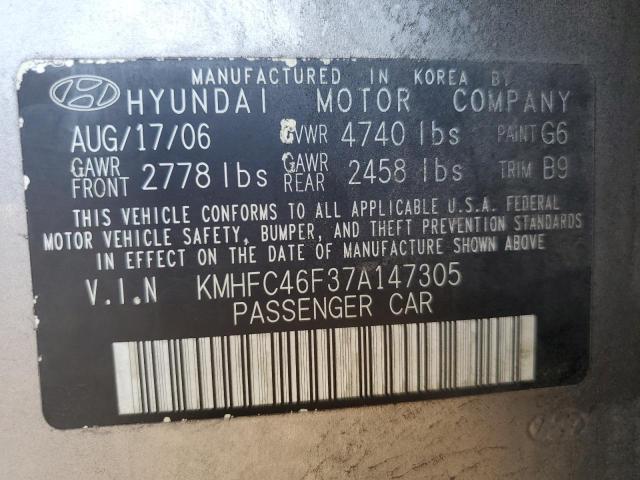 MANUFACTURED IN KOREA BY
HYUNDAI MOTOR COMPANY
AUG/17/06 GVWR 4740 lbs PAINT G6
GAWR FRONT 2778 lbs GAWR REAR 2458 lbs TRIM B9
THIS VEHICLE CONFORMS TO ALL APPLICABLE U.S.A. FEDERAL
MOTOR VEHICLE SAFETY, BUMPER, AND THEFT PREVENTION STANDARDS
IN EFFECT ON THE DATE OF MANUFACTURE SHOWN ABOVE
V.I.N KMHFC46F37A147305
PASSENGER CAR